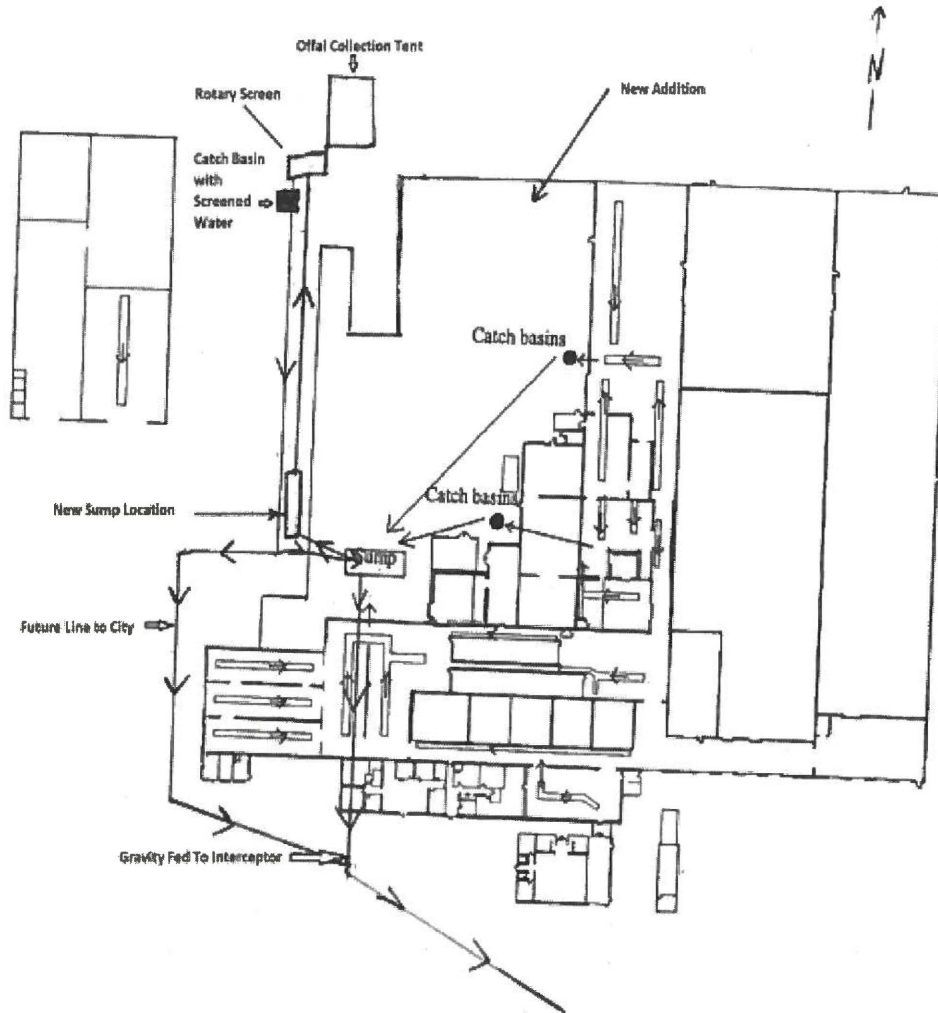 Offal Collection Tent
Rotary Screen
New Addition
N
Catch Basin
with
Screened
Water
Catch basins
Catch basins
New Sump Location
Sump
Future Line to City
Gravity Fed To Interceptor